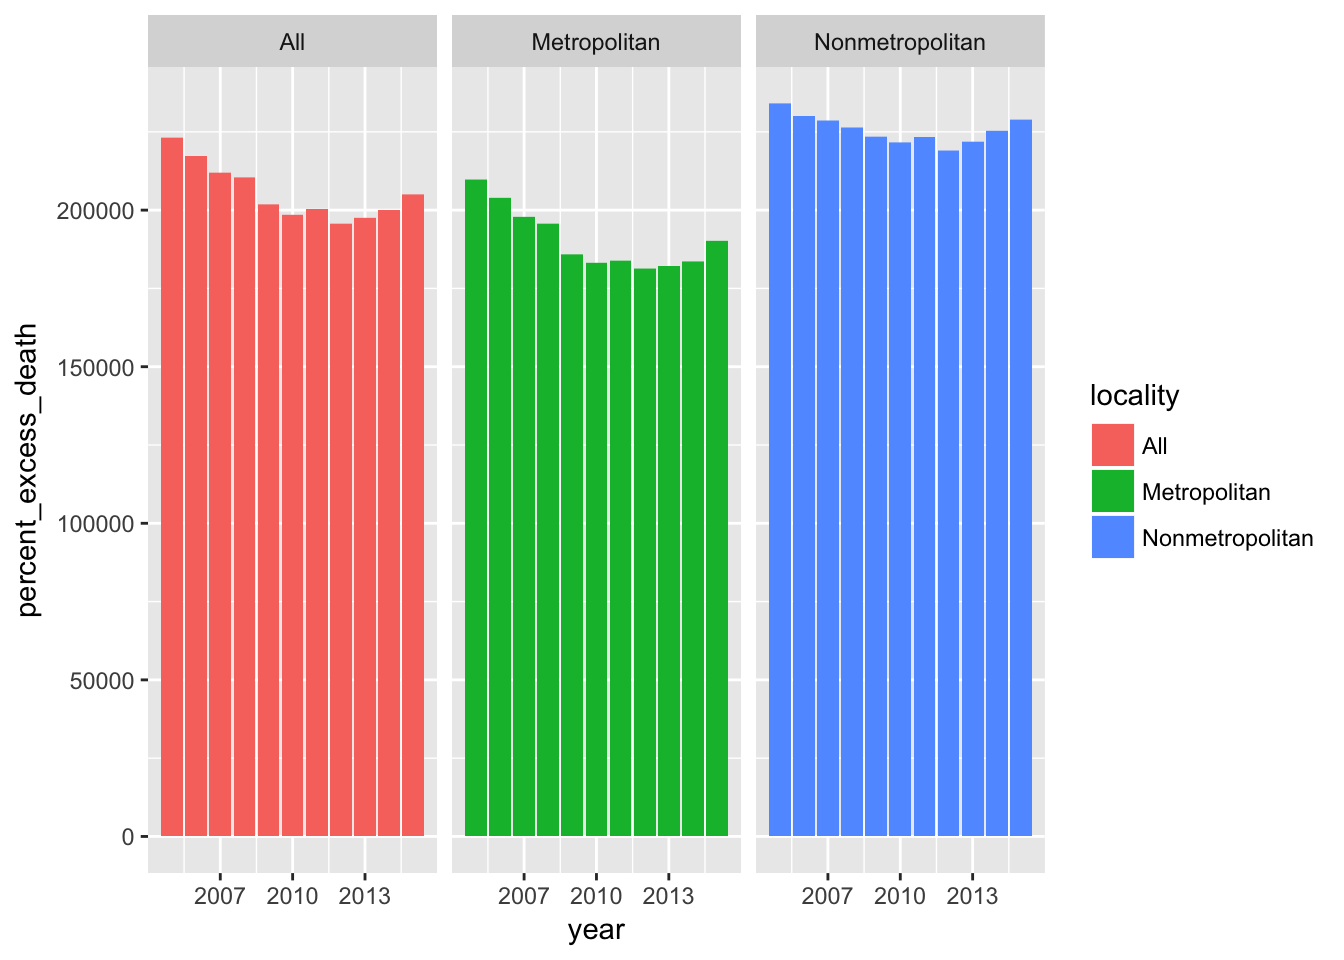 All
Metropolitan
Nonmetropolitan
percent_excess_death
200000
150000
100000
50000
0
2007 2010 2013
2007 2010 2013
2007 2010 2013
year
locality
All
Metropolitan
Nonmetropolitan